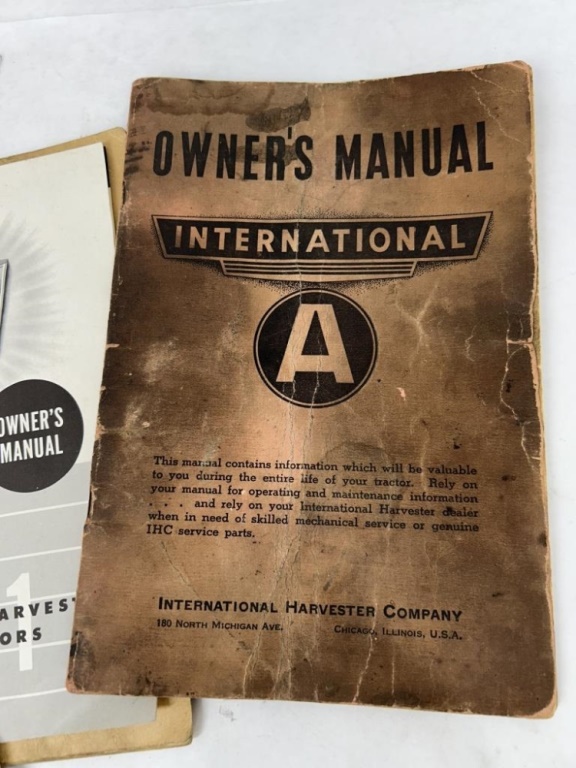 OWNER'S MANUAL
INTERNATIONAL
A
This manual contains information which will be valuable
to you during the entire life of your tractor. Rely on
your manual for operating and maintenance information
. . . . and rely on your International Harvester dealer
when in need of skilled mechanical service or genuine
IHC service parts.
INTERNATIONAL HARVESTER COMPANY
180 NORTH MICHIGAN AVE. CHICAGO, ILLINOIS, U.S.A.
OWNER'S
MANUAL
1
ARVES
ORS